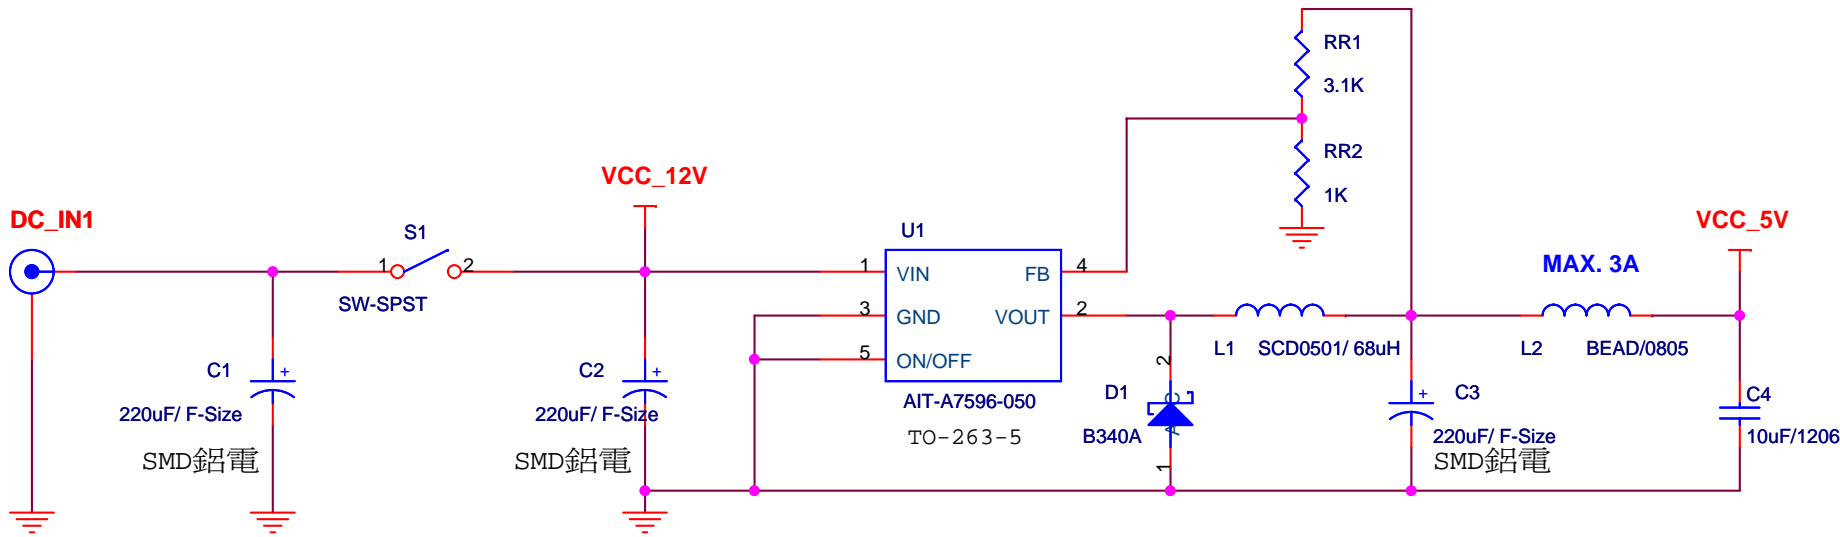 RR1
3.1K
RR2
1K
VCC_12V
DC_IN1
S1
1
2
SW-SPST
U1
VCC_5V
MAX. 3A
1
VIN
FB
4
3
GND
VOUT
2
5
ON/OFF
AIT-A7596-050
TO-263-5
L1
SCD0501/ 68uH
L2
BEAD/0805
C1
+
220uF/ F-Size
SMD鋁電
C2
+
220uF/ F-Size
SMD鋁電
2
D1
A
C
B340A
1
+
C3
220uF/ F-Size
SMD鋁電
C4
10uF/1206